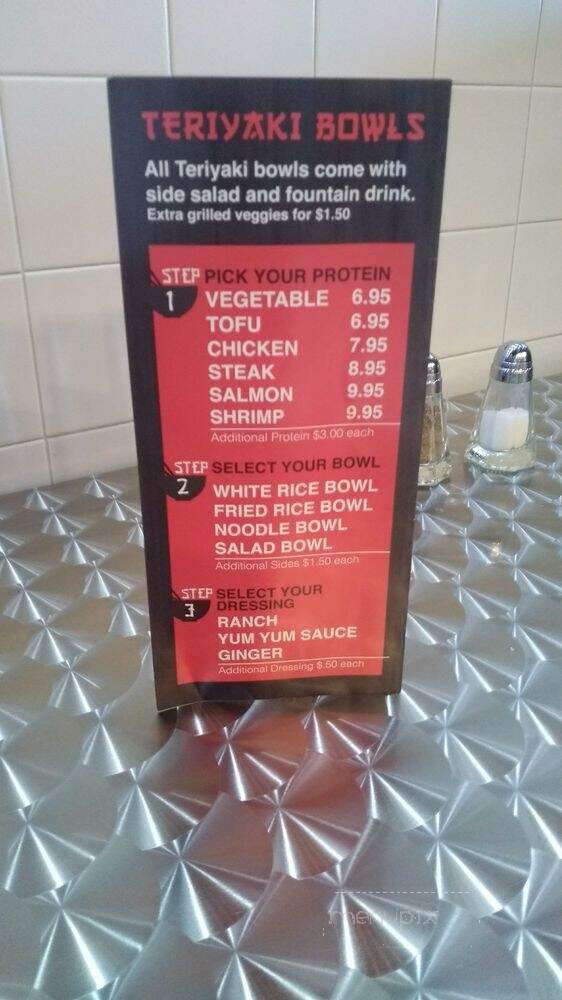 TERIYAKI BOWLS
All Teriyaki bowls come with
side salad and fountain drink.
Extra grilled veggies for $1.50
STEP 1 PICK YOUR PROTEIN
VEGETABLE 6.95
TOFU 6.95
CHICKEN 7.95
STEAK 8.95
SALMON 9.95
SHRIMP 9.95
Additional Protein $3.00 each
STEP 2 SELECT YOUR BOWL
WHITE RICE BOWL
FRIED RICE BOWL
NOODLE BOWL
SALAD BOWL
Additional Sides $1.50 each
STEP 3 SELECT YOUR
DRESSING
RANCH
YUM YUM SAUCE
GINGER
Additional Dressing $.50 each
menupix